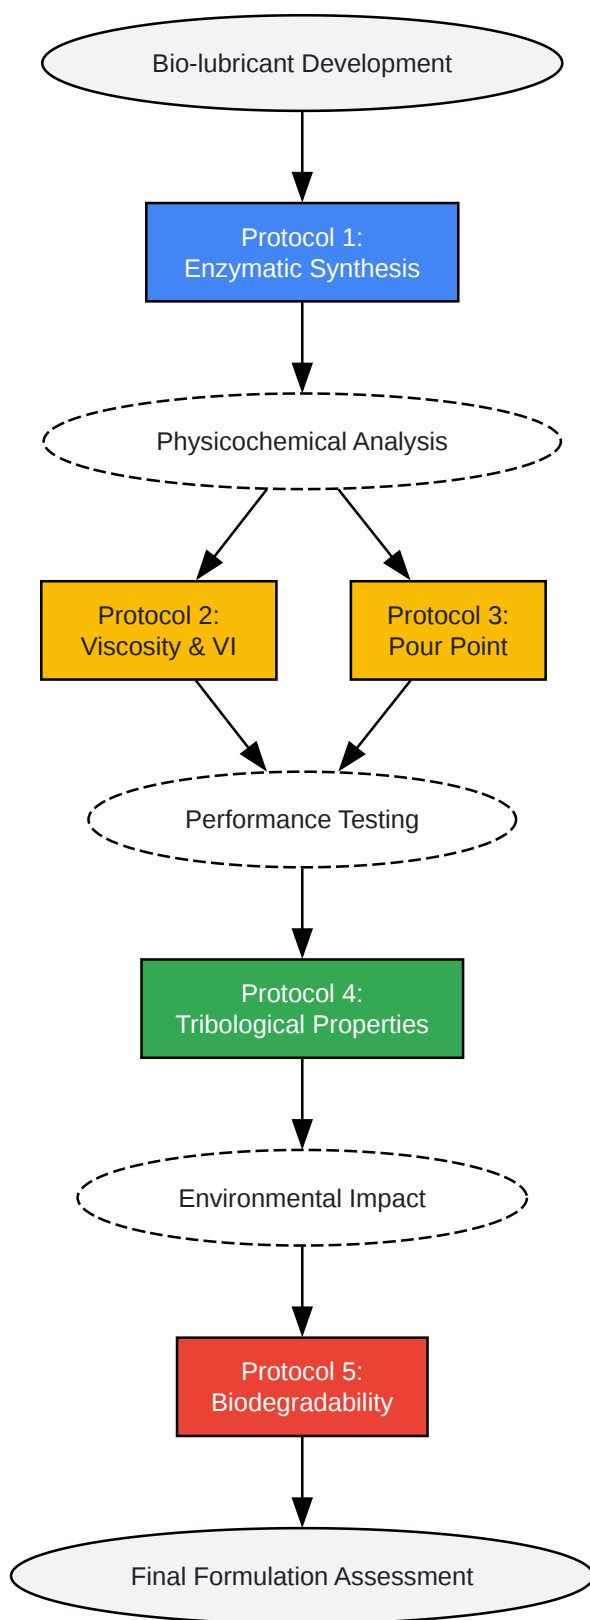 Bio-lubricant Development
Protocol 1:
Enzymatic Synthesis
Physicochemical Analysis
Protocol 2:
Viscosity & VI
Protocol 3:
Pour Point
Performance Testing
Protocol 4:
Tribological Properties
Environmental Impact
Protocol 5:
Biodegradability
Final Formulation Assessment